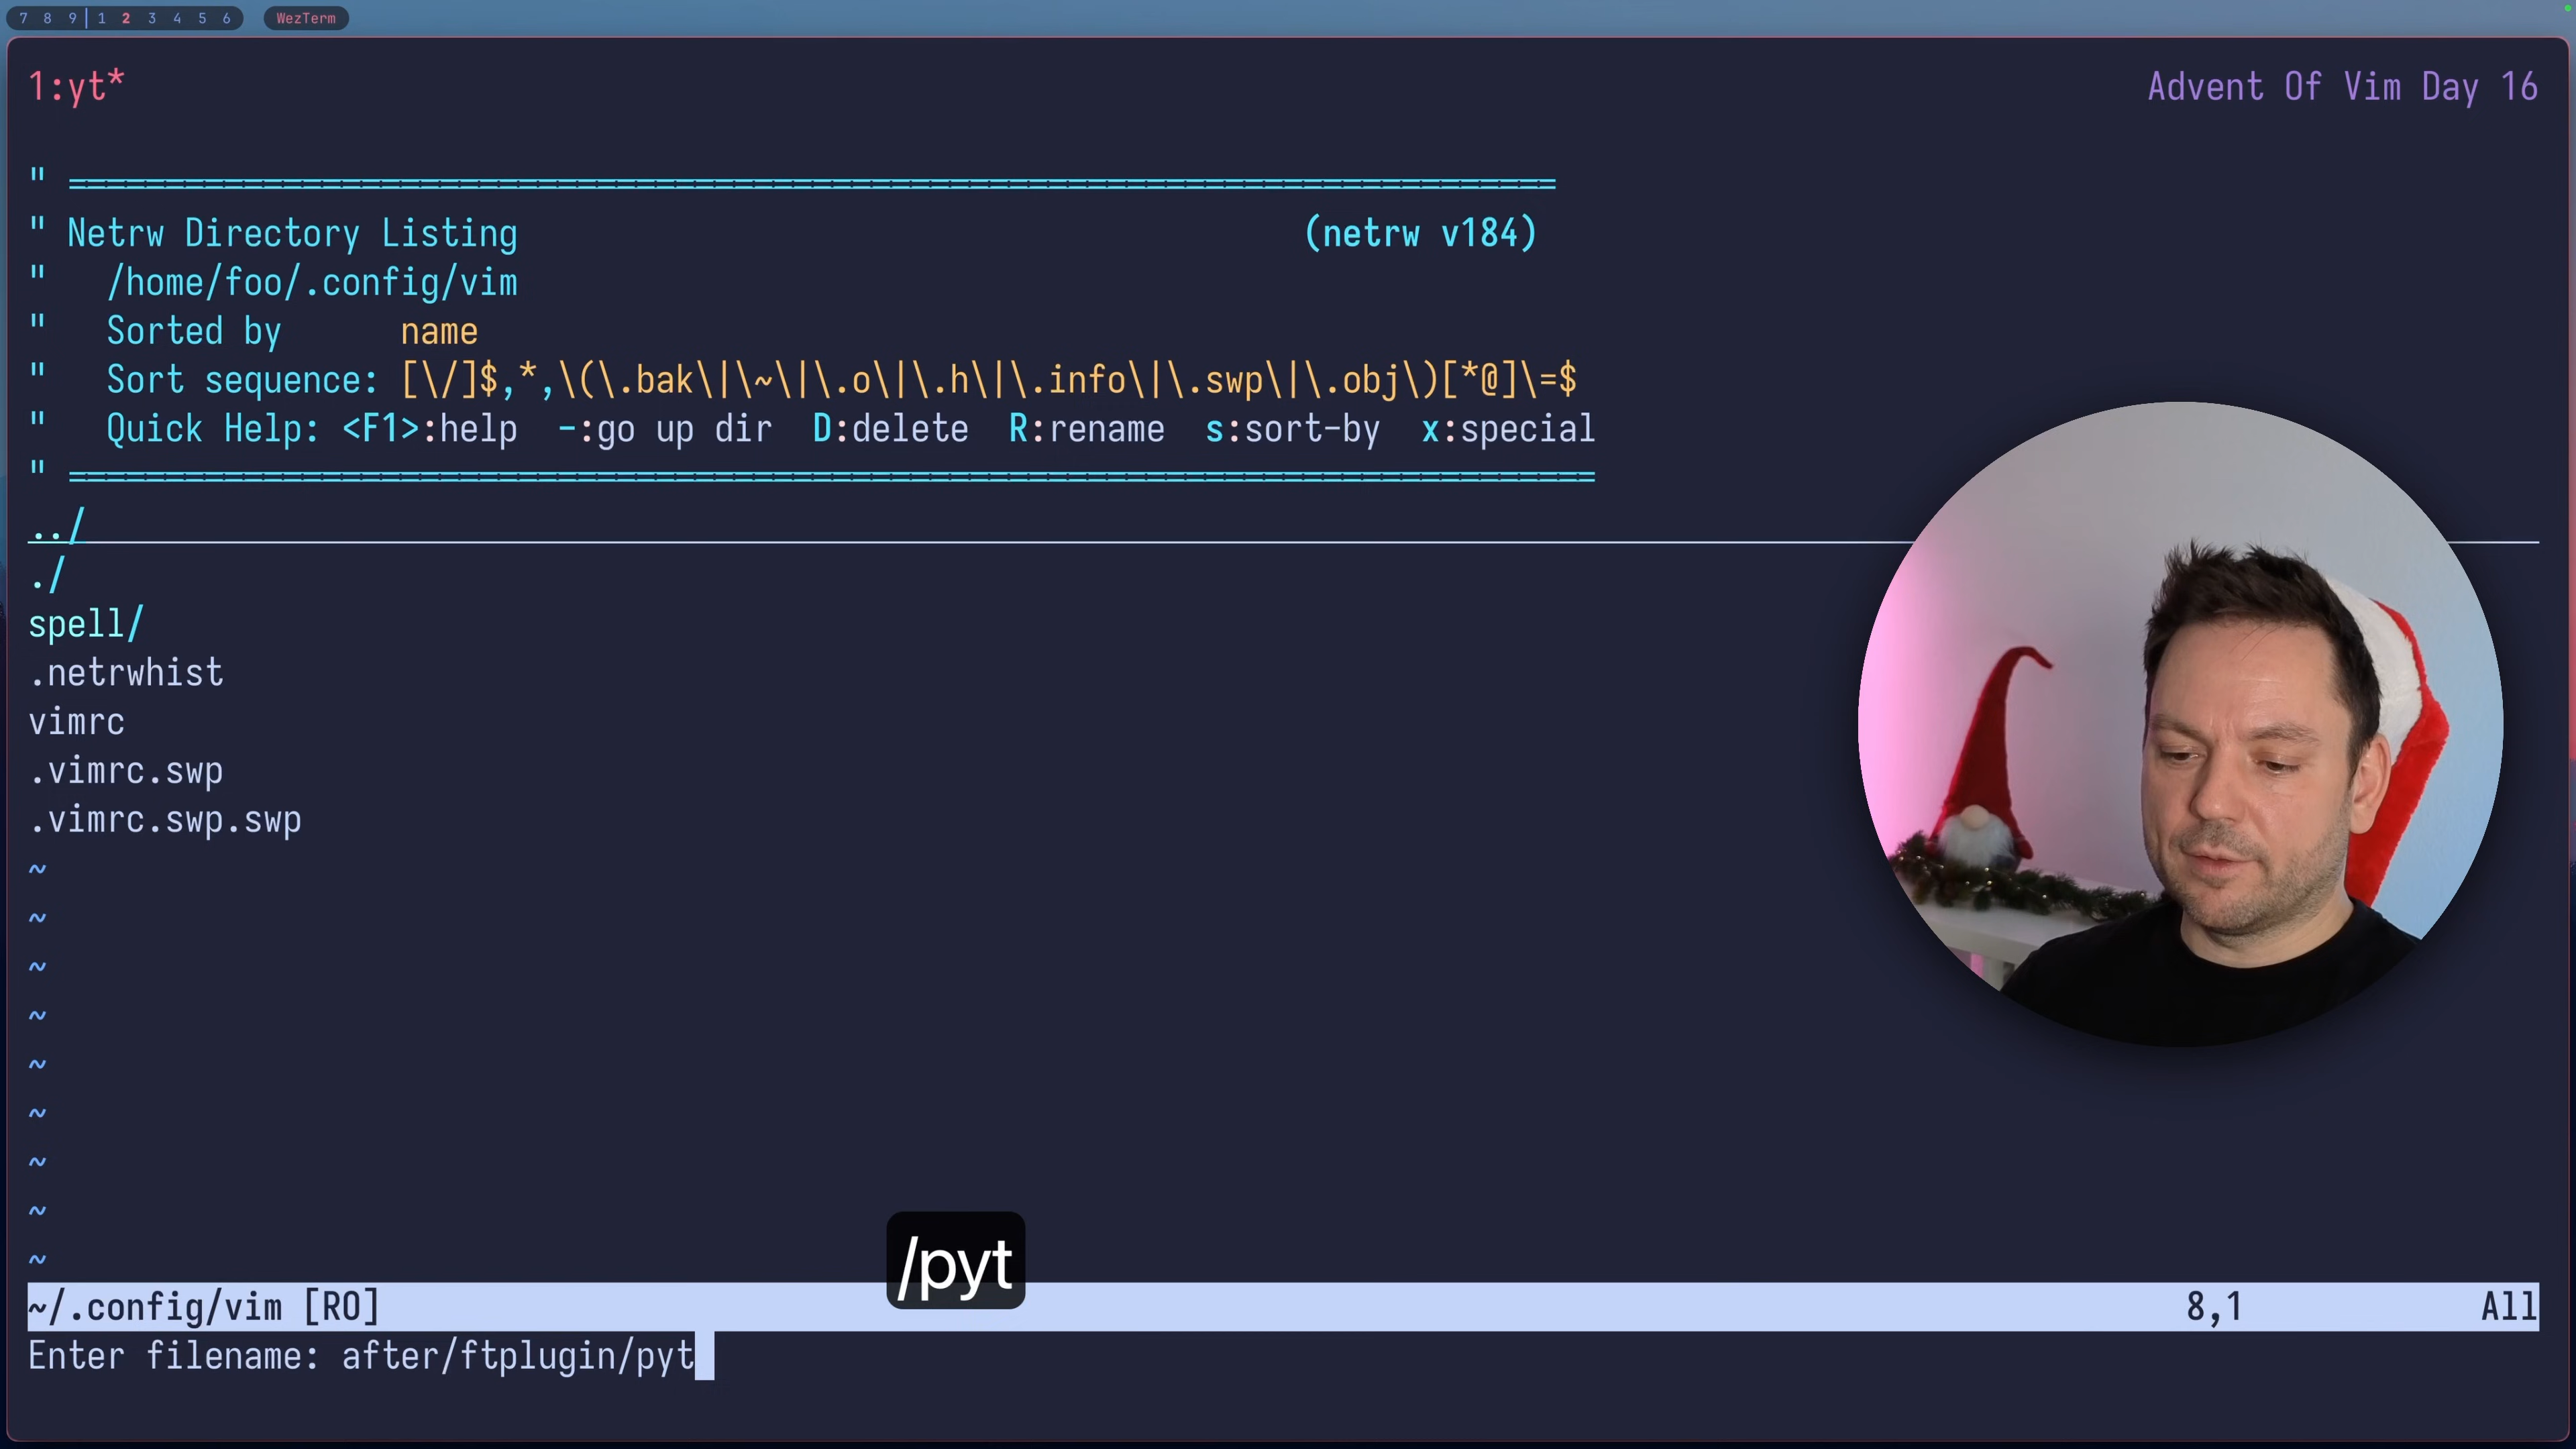 7 8 9 | 1 2 3 4 5 6 WezTerm
1:yt* Advent Of Vim Day 16
" ==============================================================================
" Netrw Directory Listing (netrw v184)
" /home/foo/.config/vim
" Sorted by name
" Sort sequence: [\/]$,*,\(\.bak\|\~\|\.o\|\.h\|\.info\|\.swp\|\.obj\)[*@]\=$
" Quick Help: <F1>:help -:go up dir D:delete R:rename s:sort-by x:special
" ==============================================================================
../
./
spell/
.netrwhist
vimrc
.vimrc.swp
.vimrc.swp.swp
~
~
~
~
~
~
~
~
~
/pyt
~/.config/vim [RO] 8,1 All
Enter filename: after/ftplugin/pyt